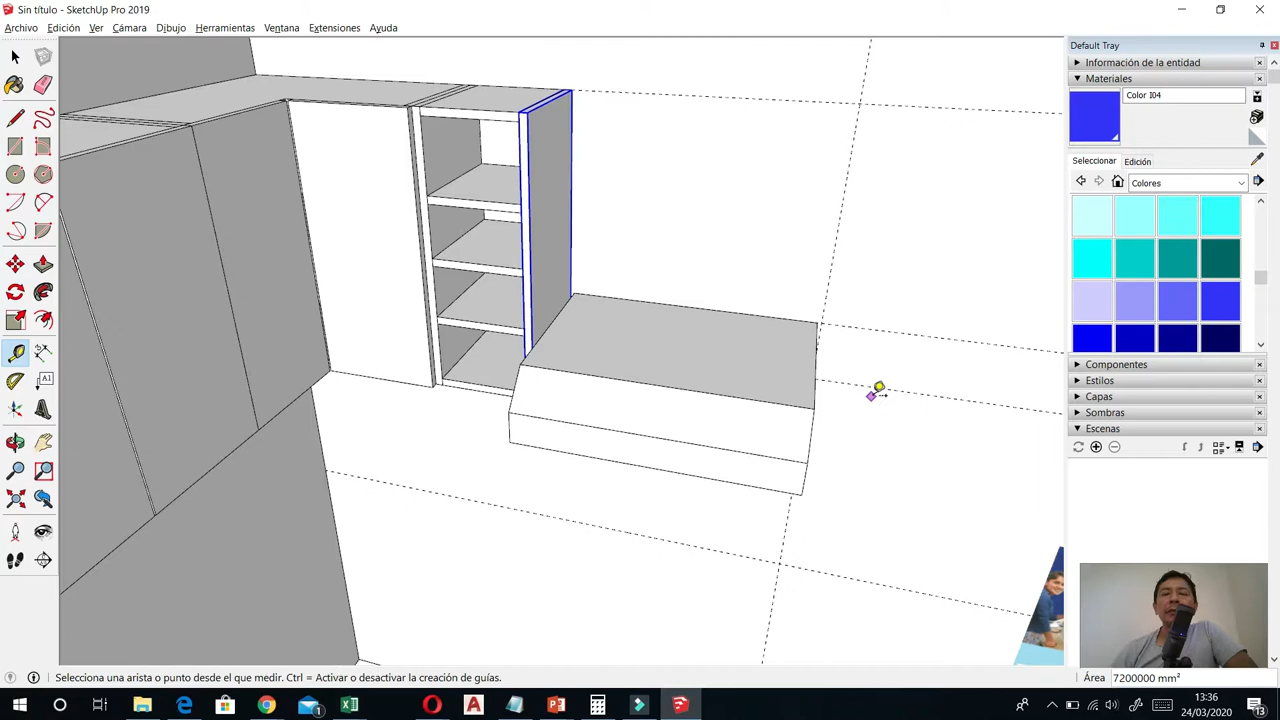 Sin título - SketchUp Pro 2019
Archivo Edición Ver Cámara Dibujo Herramientas Ventana Extensiones Ayuda
Default Tray
Información de la entidad
Materiales
Color I04
Seleccionar Edición
Colores
Componentes
Estilos
Capas
Sombras
Escenas
Selecciona una arista o punto desde el que medir. Ctrl = Activar o desactivar la creación de guías.
Área 7200000 mm²
13:36
24/03/2020